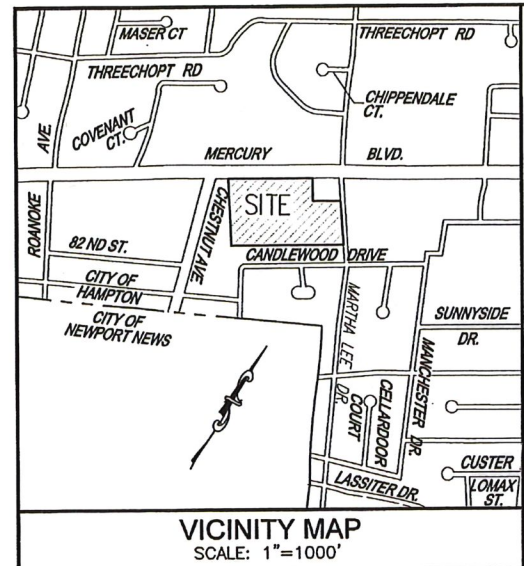 MASER CT
THREECHOPT RD
THREECHOPT RD
CHIPPENDALE
CT.
COVENANT
CT.
AVE.
MERCURY BLVD.
ROANOKE
CHESTNUT AVE.
SITE
82 ND ST.
CANDLEWOOD DRIVE
CITY OF
HAMPTON
CITY OF
NEWPORT NEWS
SUNNYSIDE
DR.
MARTHA LEE DR.
CELLARDOOR
COURT
MANCHESTER DR.
CUSTER
LASSITER DR.
LOMAX
ST.
VICINITY MAP
SCALE: 1"=1000'